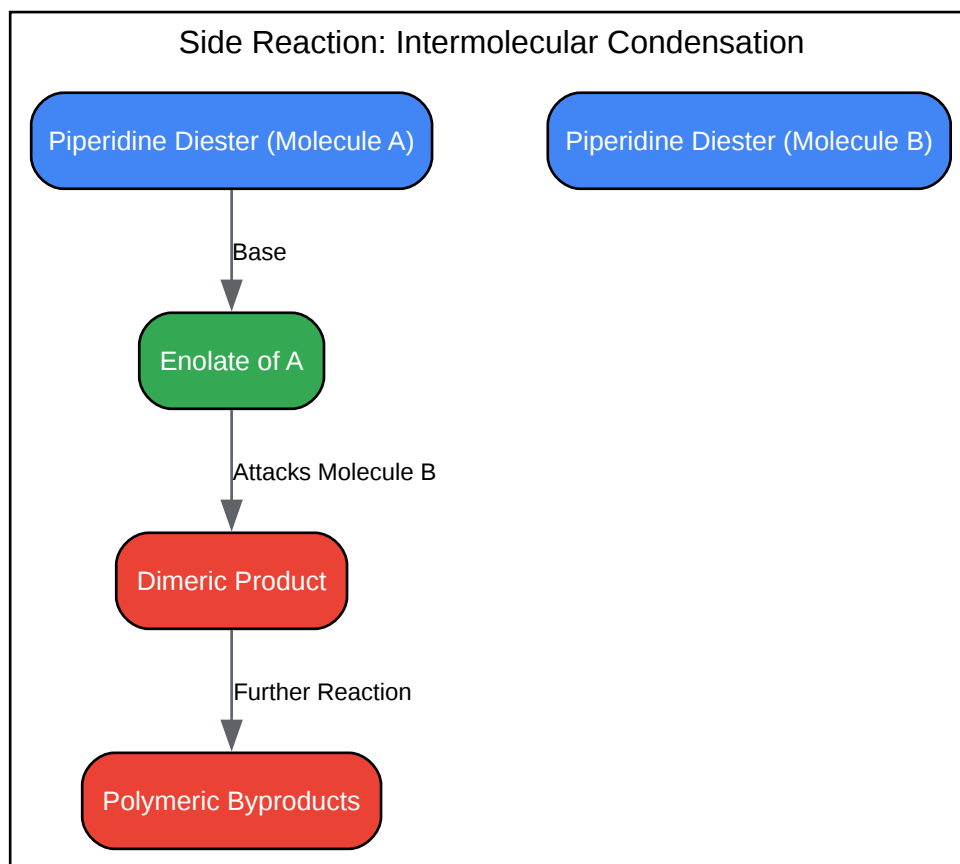 Side Reaction: Intermolecular Condensation
Piperidine Diester (Molecule A)
Piperidine Diester (Molecule B)
Base
Enolate of A
Attacks Molecule B
Dimeric Product
Further Reaction
Polymeric Byproducts